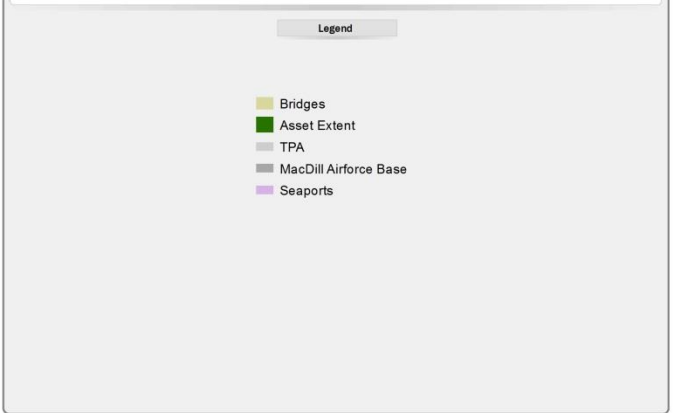 Legend
Bridges
Asset Extent
TPA
MacDill Airforce Base
Seaports